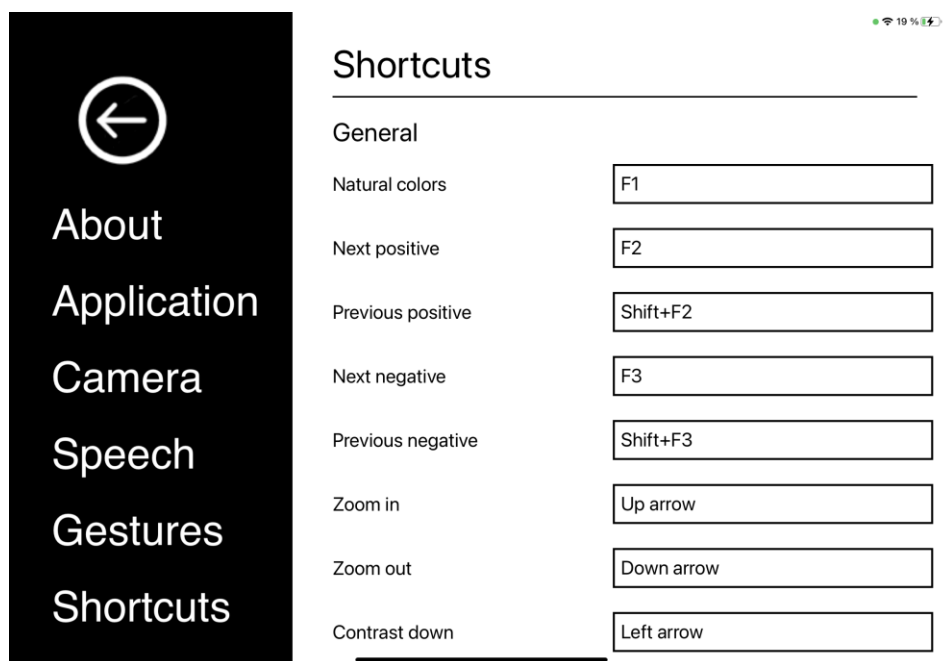 19 %
About
Application
Camera
Speech
Gestures
Shortcuts
Shortcuts
General
Natural colors F1
Next positive F2
Previous positive Shift+F2
Next negative F3
Previous negative Shift+F3
Zoom in Up arrow
Zoom out Down arrow
Contrast down Left arrow